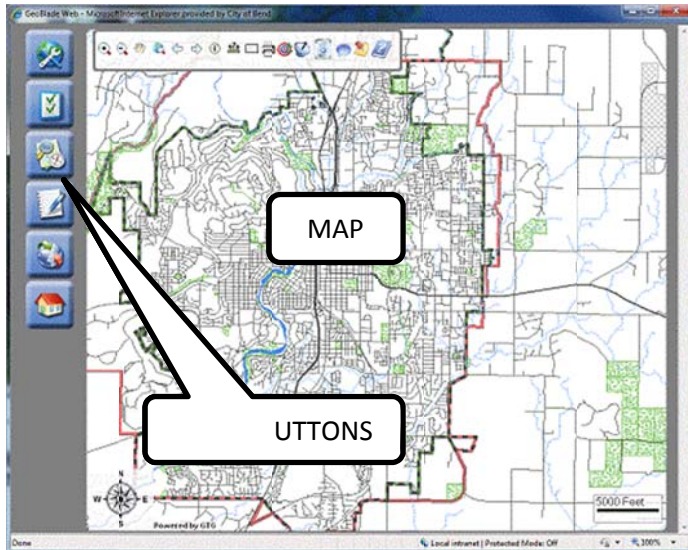 GeoBlade Web - Microsoft Internet Explorer provided by City of Bend
MAP
UTTONS
N
W E
S
Powered by GTG
5000 Feet
Done
Local intranet | Protected Mode: Off
100%